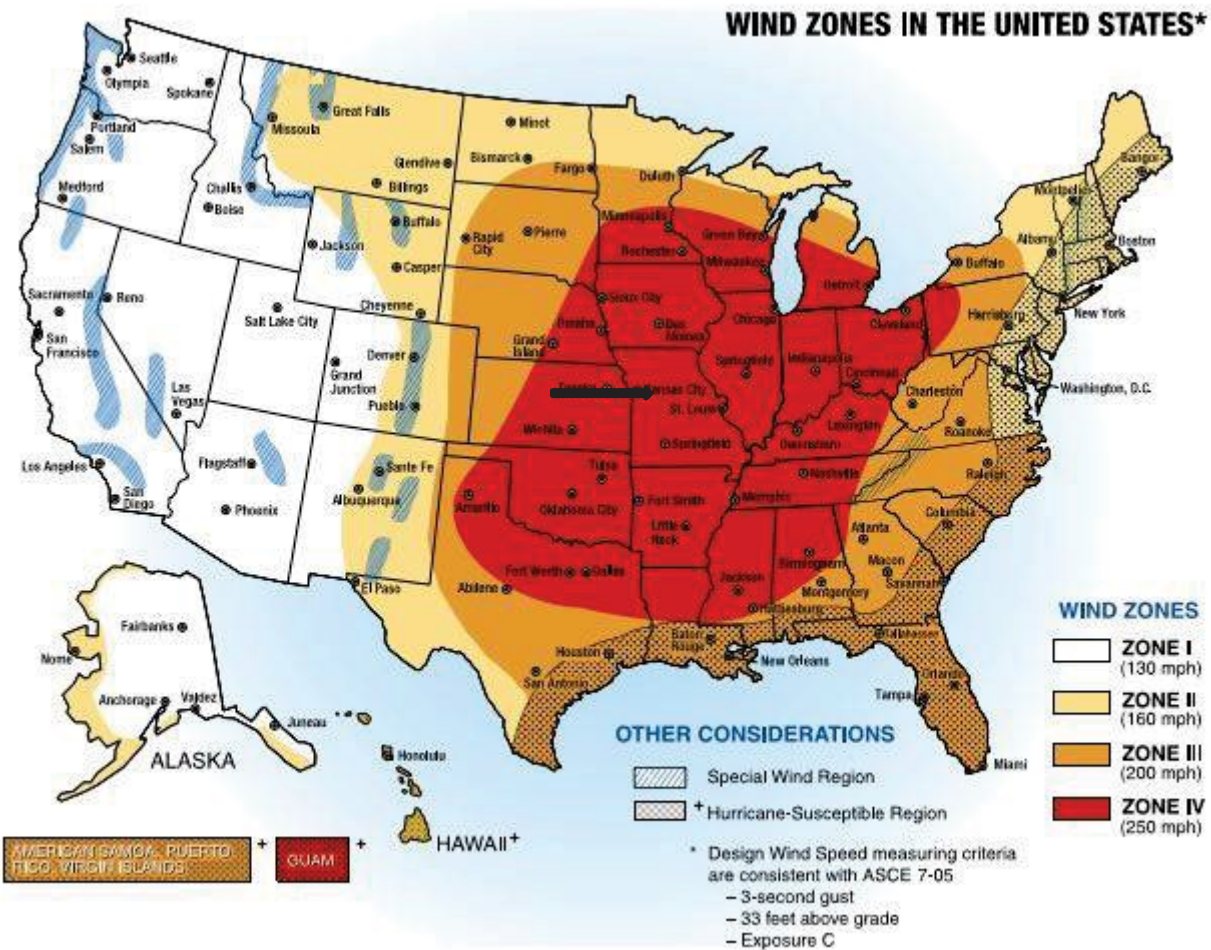 WIND ZONES IN THE UNITED STATES*
Seattle
Olympia
Spokane
Portland
Salem
Medford
Missoula
Great Falls
Glendive
Billings
Challis
Boise
Minot
Bismarck
Fargo
Duluth
Bangor
Montpelier
Jackson
Buffalo
Casper
Rapid
City
Pierre
Minneapolis
Rochester
Green Bay
Milwaukee
Albany
Boston
Buffalo
Sacramento
San
Francisco
Reno
Salt Lake City
Cheyenne
Sioux City
Omaha
Des
Moines
Chicago
Detroit
Cleveland
Harrisburg
New York
Grand
Junction
Denver
Pueblo
Grand
Island
Springfield
Indianapolis
Cincinnati
Charleston
Washington, D.C.
Las
Vegas
Kansas City
St. Louis
Lexington
Roanoke
Wichita
Springfield
Nashville
Raleigh
Los Angeles
San
Diego
Flagstaff
Phoenix
Sante Fe
Albuquerque
Amarillo
Tulsa
Oklahoma City
Fort Smith
Little
Rock
Memphis
Atlanta
Columbia
El Paso
Abilene
Fort Worth
Dallas
Jackson
Birmingham
Macon
Savannah
Montgomery
Hattiesburg
Houston
San Antonio
Baton
Rouge
New Orleans
Tallahassee
Orlando
Tampa
Miami
Fairbanks
Nome
Anchorage
Valdez
Juneau
ALASKA
Honolulu
HAWAII+
AMERICAN SAMOA, PUERTO
RICO, VIRGIN ISLANDS
+
GUAM
+
OTHER CONSIDERATIONS
Special Wind Region
+ Hurricane-Susceptible Region
* Design Wind Speed measuring criteria
are consistent with ASCE 7-05
– 3-second gust
– 33 feet above grade
– Exposure C
WIND ZONES
ZONE I
(130 mph)
ZONE II
(160 mph)
ZONE III
(200 mph)
ZONE IV
(250 mph)